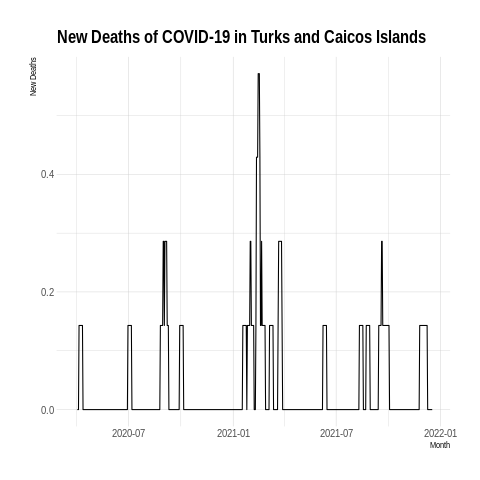 New Deaths of COVID-19 in Turks and Caicos Islands
New Deaths
0.4
0.2
0.0
2020-07
2021-01
2021-07
2022-01
Month